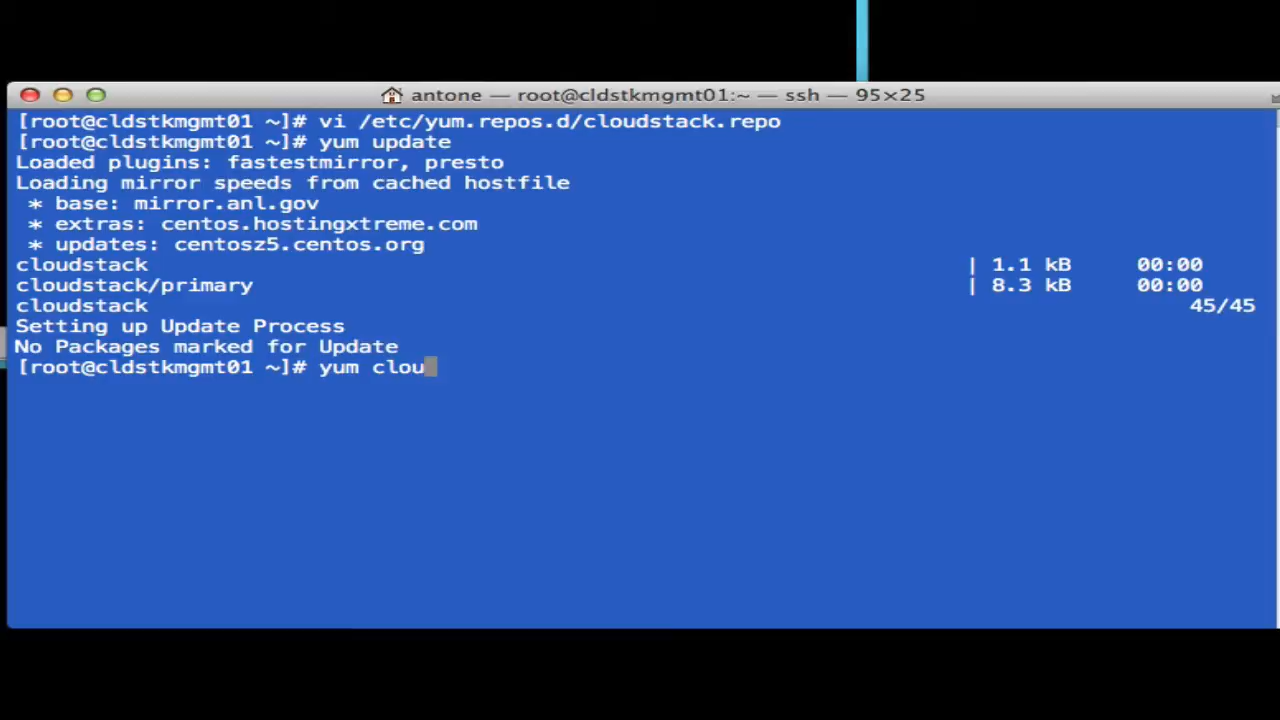 antone — root@cldstkmgmt01:~ — ssh — 95×25
[root@cldstkmgmt01 ~]# vi /etc/yum.repos.d/cloudstack.repo
[root@cldstkmgmt01 ~]# yum update
Loaded plugins: fastestmirror, presto
Loading mirror speeds from cached hostfile
 * base: mirror.anl.gov
 * extras: centos.hostingxtreme.com
 * updates: centosz5.centos.org
cloudstack | 1.1 kB 00:00
cloudstack/primary | 8.3 kB 00:00
cloudstack 45/45
Setting up Update Process
No Packages marked for Update
[root@cldstkmgmt01 ~]# yum clou